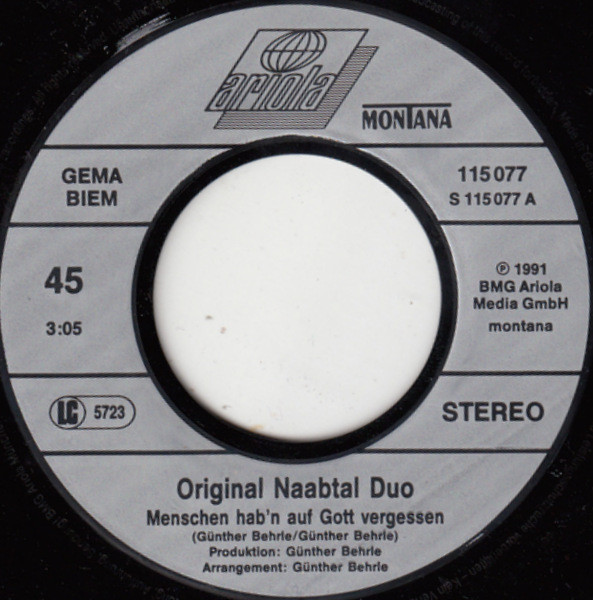 ariola
MONTANA
GEMA
BIEM
115 077
S 115 077 A
45
3:05
℗ 1991
BMG Ariola
Media GmbH
montana
LC 5723
STEREO
Original Naabtal Duo
Menschen hab'n auf Gott vergessen
(Günther Behrle/Günther Behrle)
Produktion: Günther Behrle
Arrangement: Günther Behrle